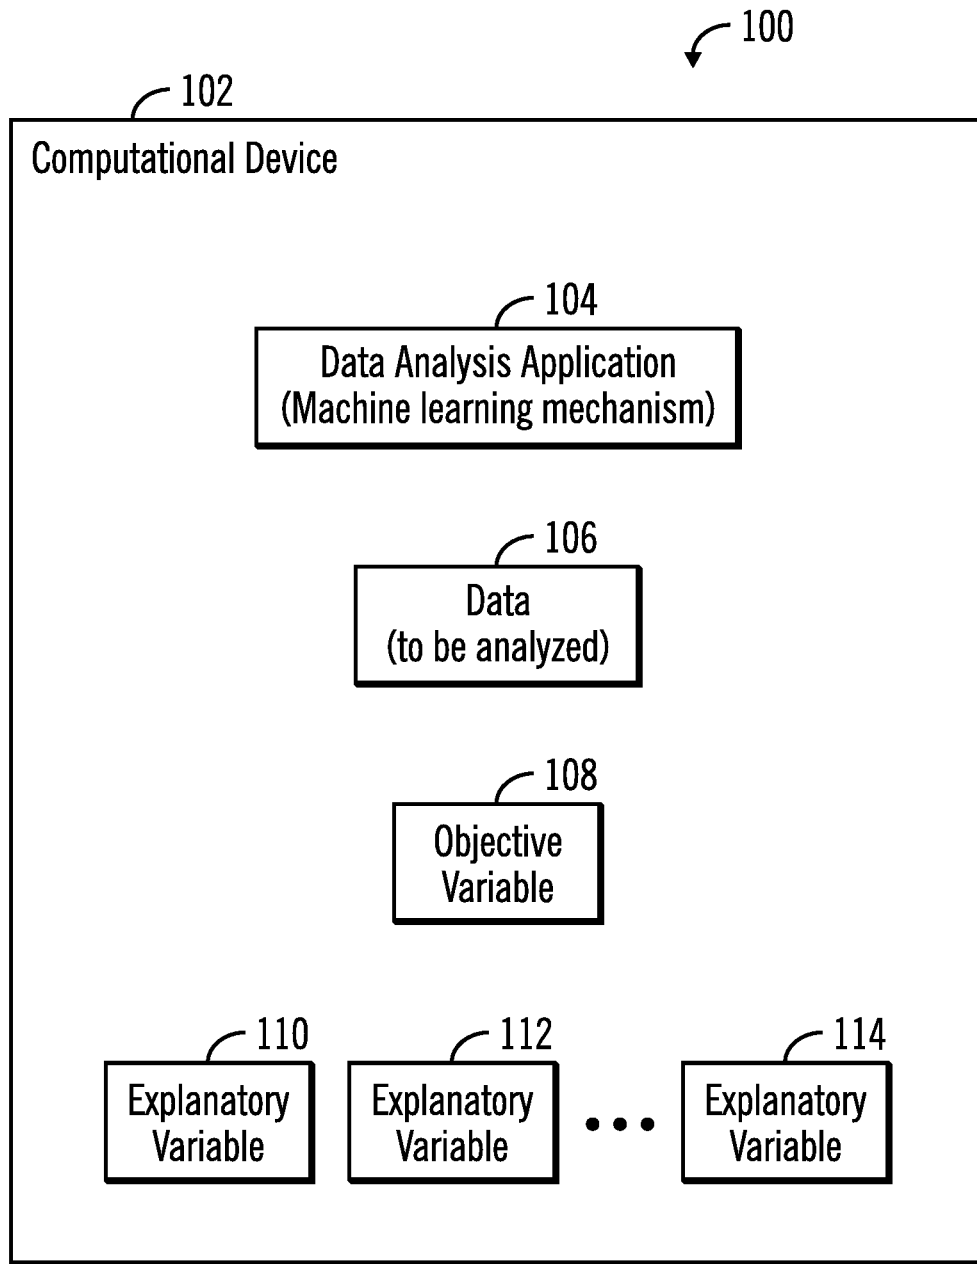 100
102
Computational Device
104
Data Analysis Application
(Machine learning mechanism)
106
Data
(to be analyzed)
108
Objective
Variable
110
Explanatory
Variable
112
Explanatory
Variable
114
Explanatory
Variable